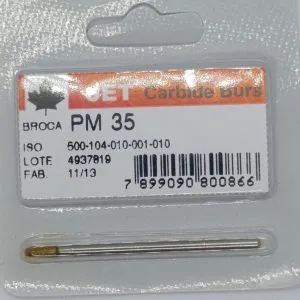 JET Carbide Burs
BROCA PM 35
ISO 500-104-010-001-010
LOTE 4937819
FAB. 11/13
7 899090 800866